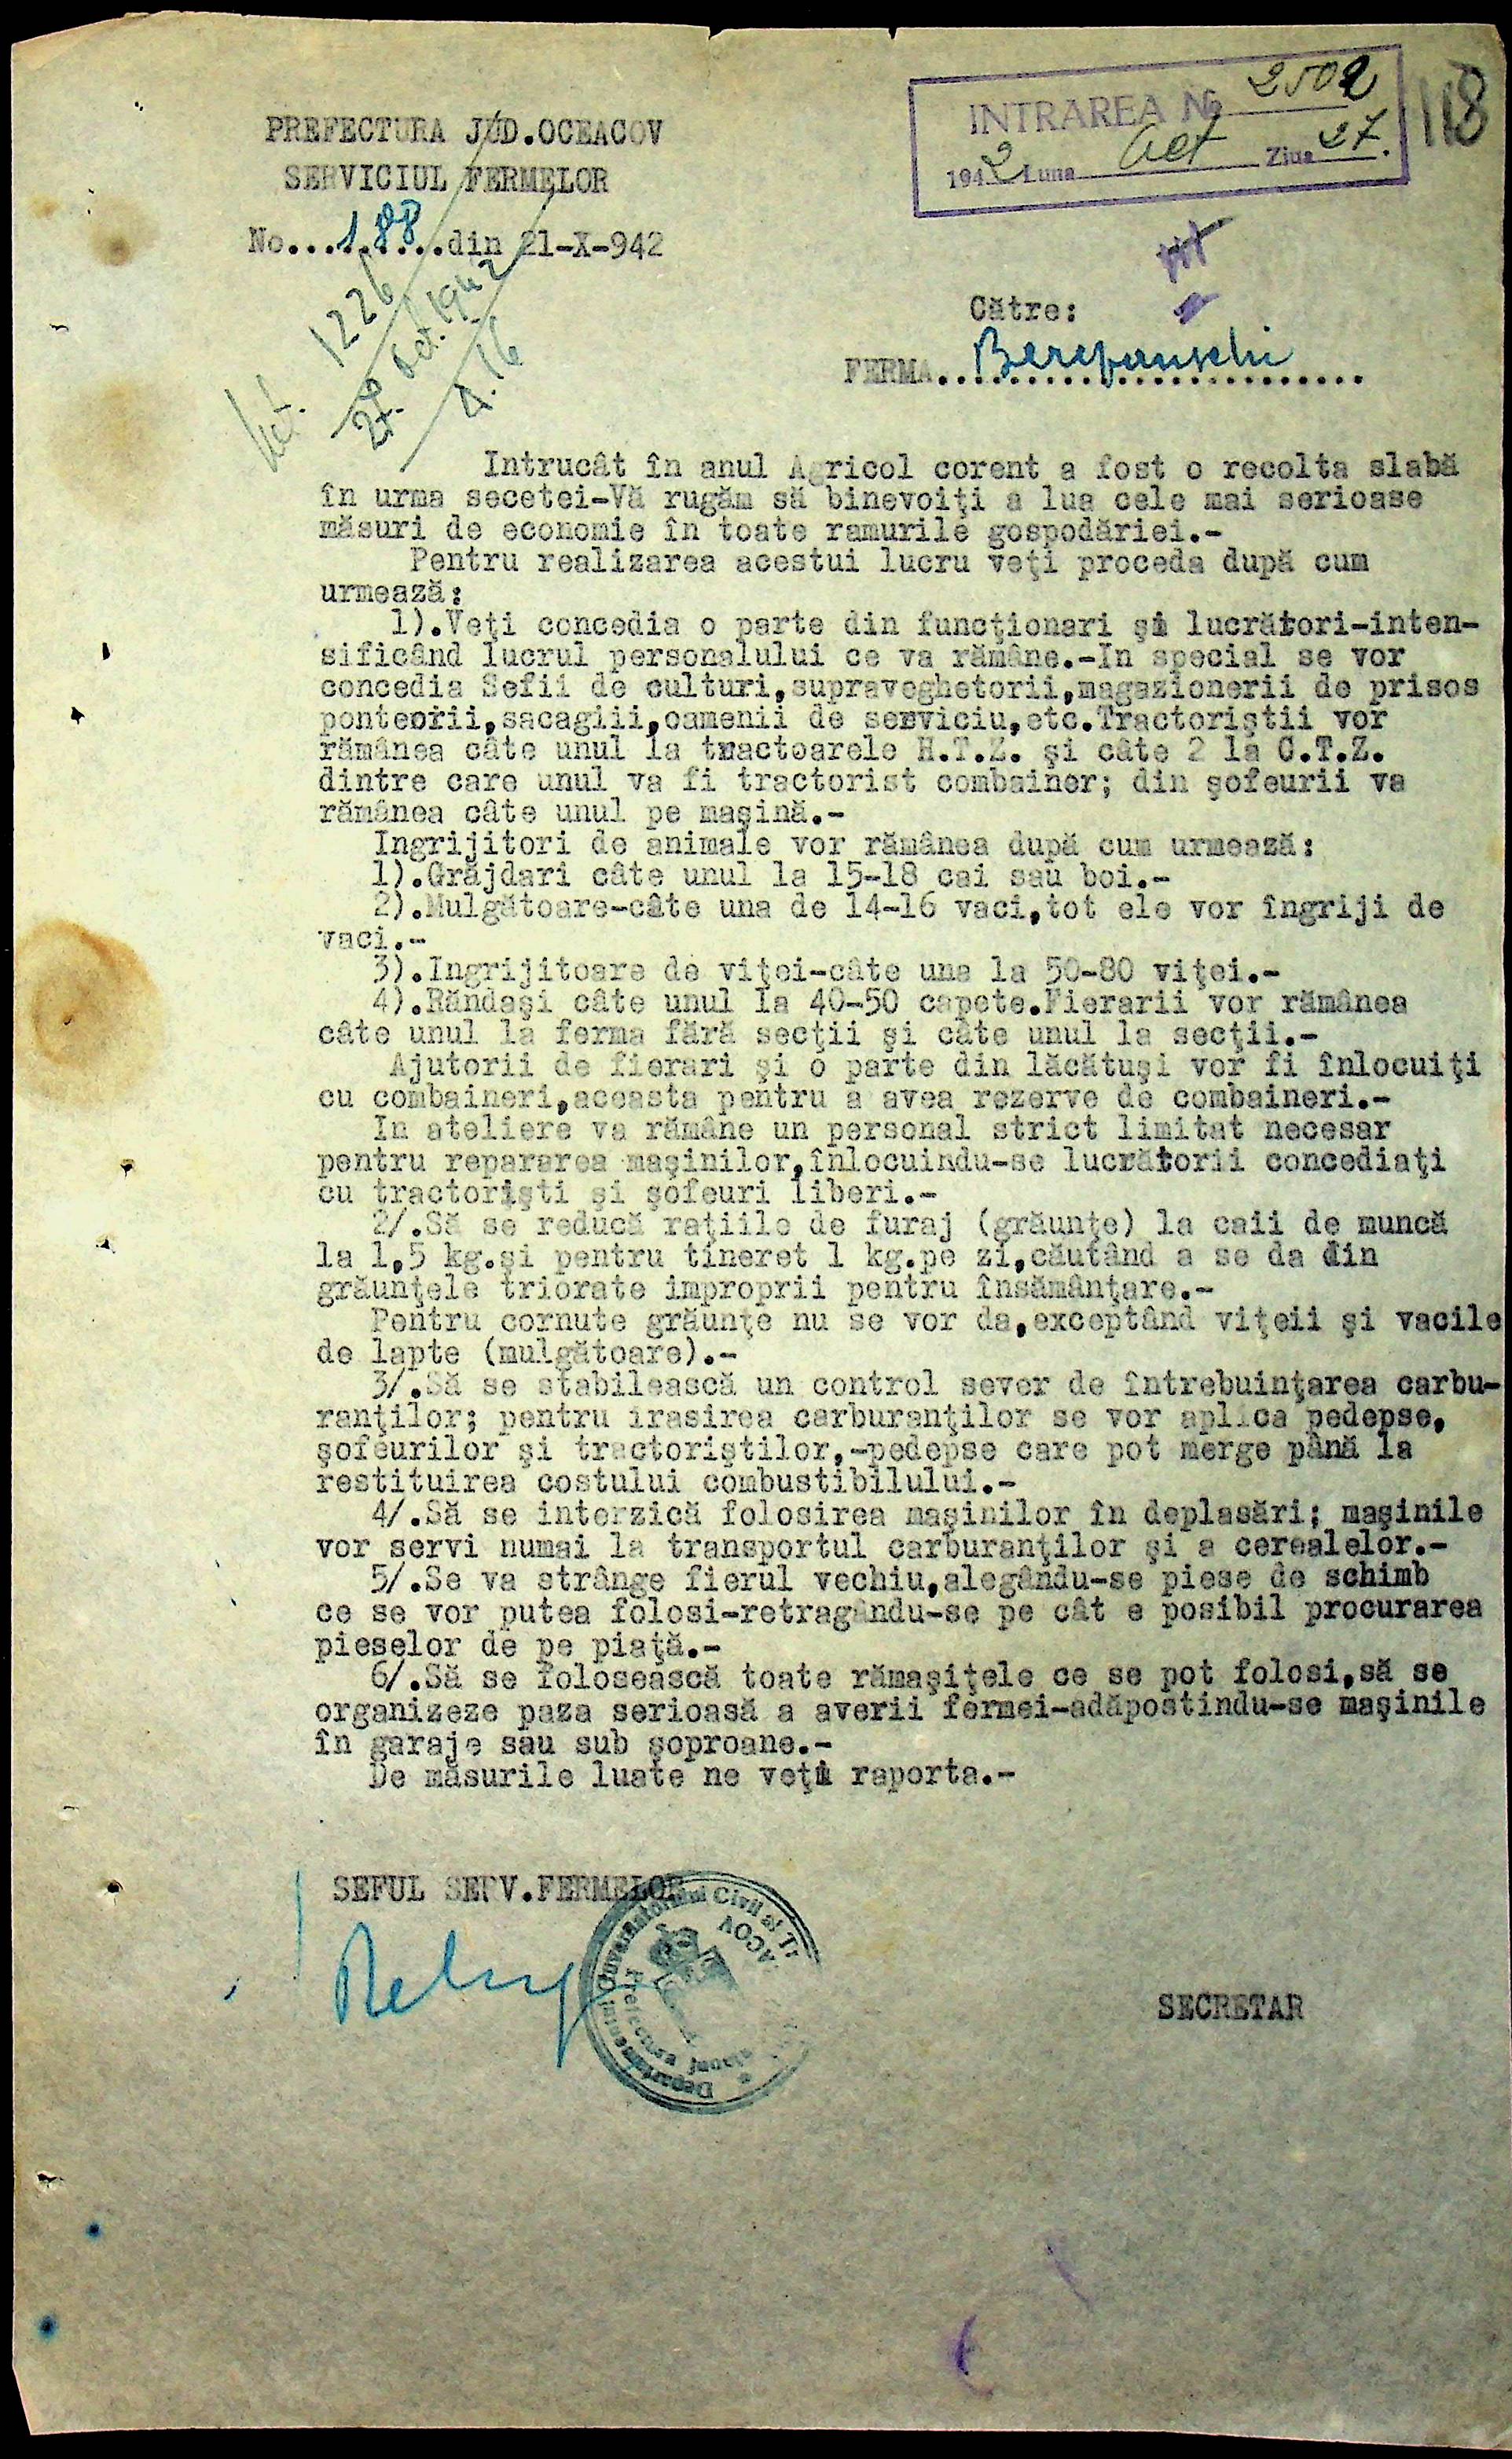 INTRAREA No 2502
1942 Luna Oct Ziua 27.
118
PREFECTURA JUD.OCEACOV
SERVICIUL FERMELOR
No...188...din 21-X-942
1226
27 Oct. 1942
Către:
FERMA..........................
Intrucât în anul Agricol corent a fost o recolta slabă
în urma secetei-Vă rugăm să binevoiţi a lua cele mai serioase
măsuri de economie în toate ramurile gospodăriei.-
Pentru realizarea acestui lucru veţi proceda după cum
urmează:
1).Veţi concedia o parte din funcţionari şi lucrători-inten-
sificând lucrul personalului ce va rămâne.-In special se vor
concedia Sefii de culturi,supraveghetorii,magazionerii de prisos
ponteorii,sacagiii,oamenii de serviciu,etc.Tractoriştii vor
rămânea câte unul la tractoarele H.T.Z. şi câte 2 la C.T.Z.
dintre care unul va fi tractorist combainer; din şofeurii va
rămânea câte unul pe maşină.-
Ingrijitori de animale vor rămânea după cum urmează:
1).Grăjdari câte unul la 15-18 cai sau boi.-
2).Mulgătoare-câte una de 14-16 vaci,tot ele vor îngriji de
vaci.-
3).Ingrijitoare de viţei-câte una la 50-80 viţei.-
4).Răndaşi câte unul la 40-50 capete.Fierarii vor rămânea
câte unul la ferma fără secţii şi câte unul la secţii.-
Ajutorii de fierari şi o parte din lăcătuşi vor fi înlocuiţi
cu combaineri,aceasta pentru a avea rezerve de combaineri.-
In ateliere va rămâne un personal strict limitat necesar
pentru repararea maşinilor,înlocuindu-se lucrătorii concediaţi
cu tractorişti şi şofeuri liberi.-
2/.Să se reducă raţiile de furaj (grăunţe) la caii de muncă
la 1,5 kg.şi pentru tineret 1 kg.pe zi,căutând a se da din
grăunţele triorate improprii pentru însământare.-
Pentru cornute grăunţe nu se vor da,exceptând viţeii şi vacile
de lapte (mulgătoare).-
3/.Să se stabilească un control sever de întrebuinţarea carbu-
ranţilor; pentru irasirea carburanţilor se vor aplica pedepse,
şofeurilor şi tractoriştilor,-pedepse care pot merge până la
restituirea costului combustibilului.-
4/.Să se interzică folosirea maşinilor în deplasări; maşinile
vor servi numai la transportul carburanţilor şi a cerealelor.-
5/.Se va strânge fierul vechiu,alegându-se piese de schimb
ce se vor putea folosi-retragându-se pe cât e posibil procurarea
pieselor de pe piaţă.-
6/.Să se folosească toate rămaşiţele ce se pot folosi,să se
organizeze paza serioasă a averii fermei-adăpostindu-se maşinile
în garaje sau sub şoproane.-
De măsurile luate ne veţi raporta.-
SEFUL SERV.FERMELOR
SECRETAR